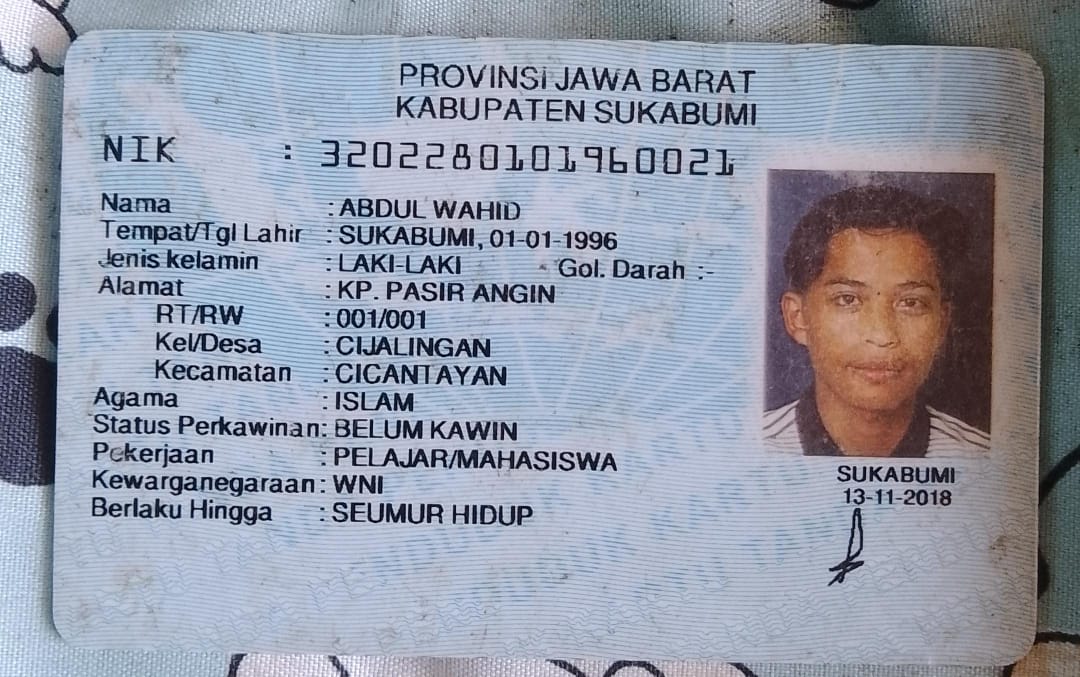 PROVINSI JAWA BARAT
KABUPATEN SUKABUMI
NIK : 3202280101960021
Nama : ABDUL WAHID
Tempat/Tgl Lahir : SUKABUMI, 01-01-1996
Jenis kelamin : LAKI-LAKI Gol. Darah :-
Alamat : KP. PASIR ANGIN
RT/RW : 001/001
Kel/Desa : CIJALINGAN
Kecamatan : CICANTAYAN
Agama : ISLAM
Status Perkawinan: BELUM KAWIN
Pekerjaan : PELAJAR/MAHASISWA
Kewarganegaraan: WNI
Berlaku Hingga : SEUMUR HIDUP
SUKABUMI
13-11-2018